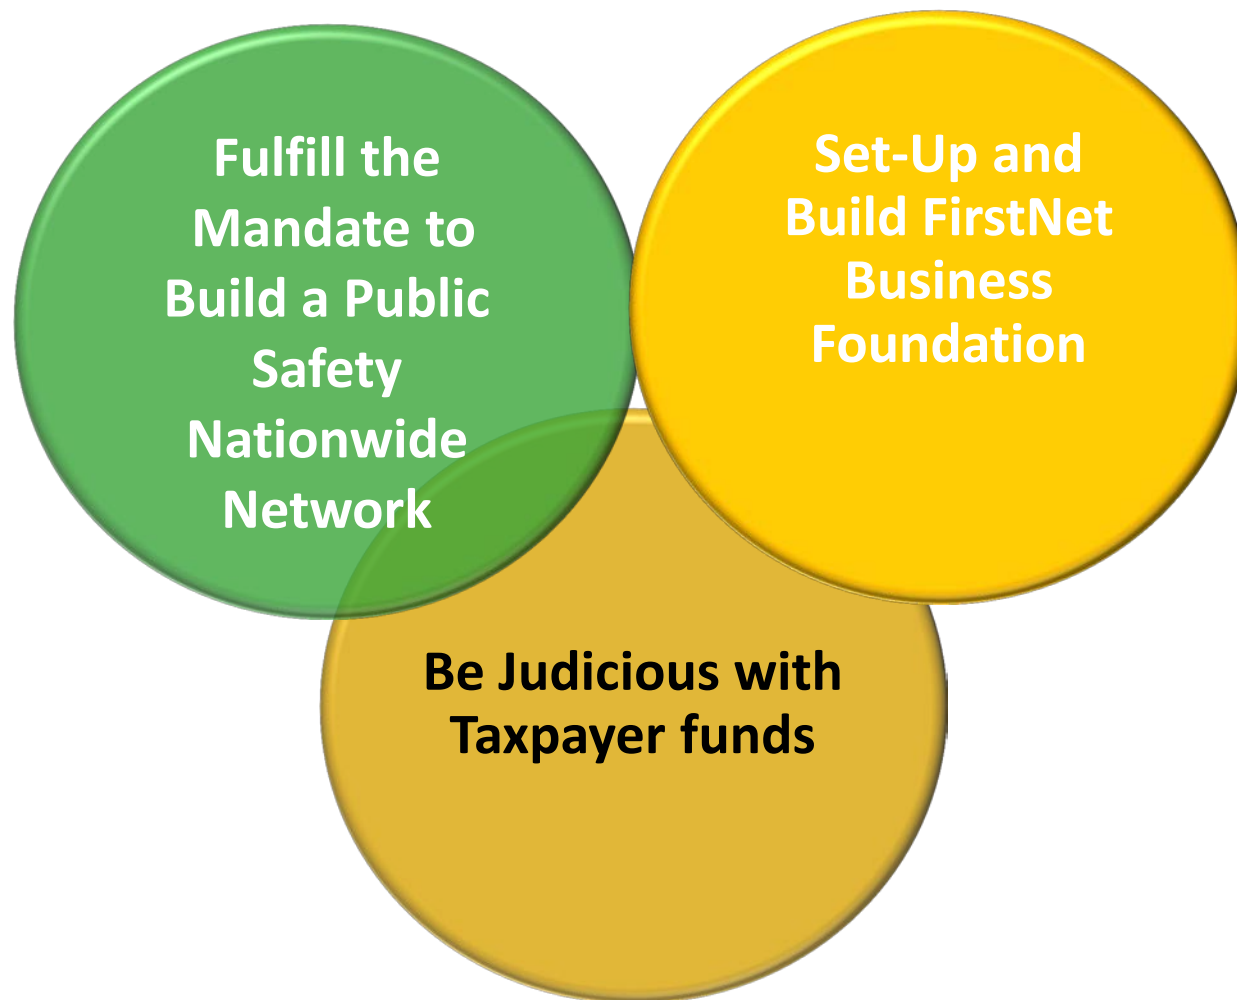 Fulfill the
Mandate to
Build a Public
Safety
Nationwide
Network
Set-Up and
Build FirstNet
Business
Foundation
Be Judicious with
Taxpayer funds